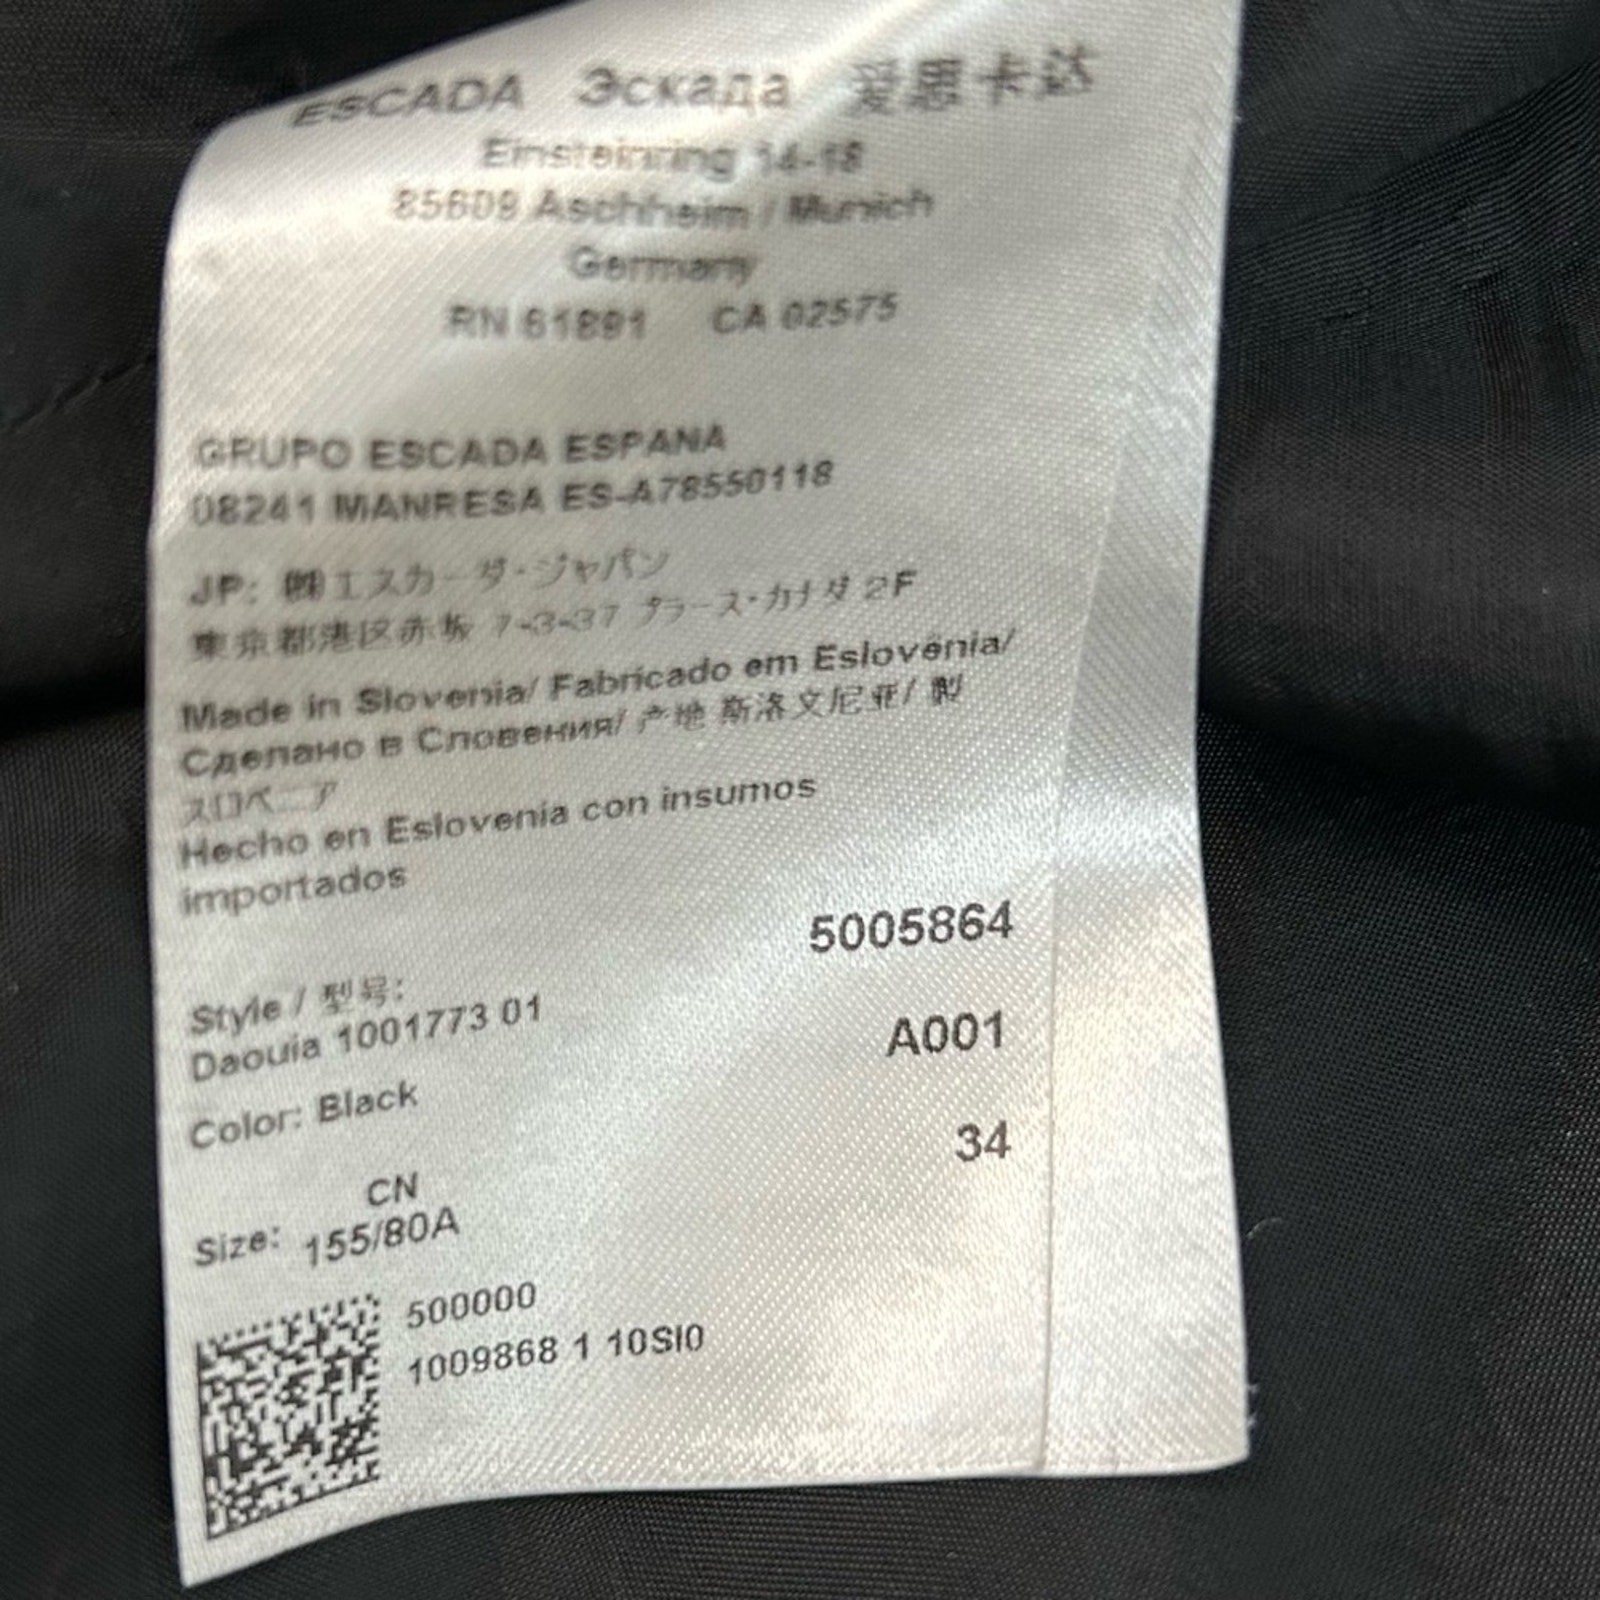 ESCADA Эскада 爱思卡达
Einsteinring 14-18
85609 Aschheim / Munich
Germany
RN 61891 CA 02575
GRUPO ESCADA ESPANA
08241 MANRESA ES-A78550118
JP: ㈱エスカーダ・ジャパン
東京都港区赤坂 7-3-37 プラース・カナダ 2F
Made in Slovenia/ Fabricado em Eslovênia/
Сделано в Словения/ 产地 斯洛文尼亚/ 製
スロベニア
Hecho en Eslovenia con insumos
importados
5005864
Style / 型号:
Daouia 1001773 01
A001
Color: Black
34
CN
Size: 155/80A
500000
1009868 1 10SI0